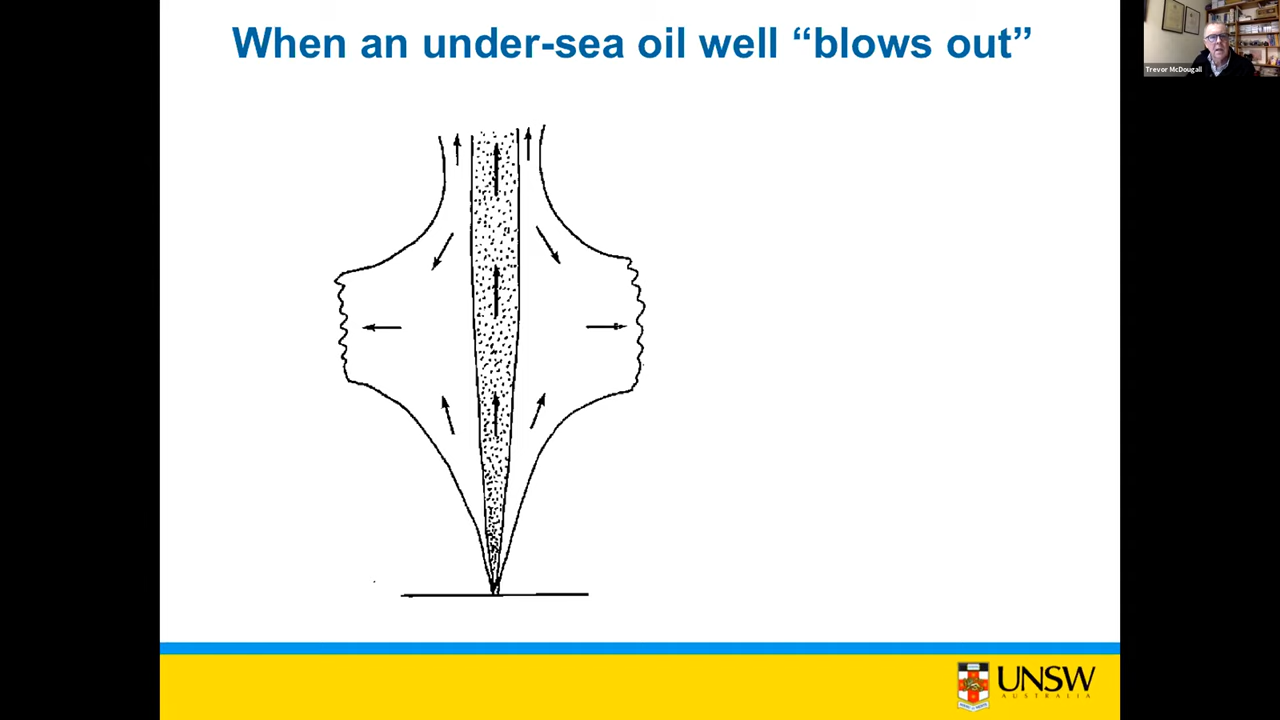 When an under-sea oil well “blows out”
Trevor McDougall
UNSW
AUSTRALIA